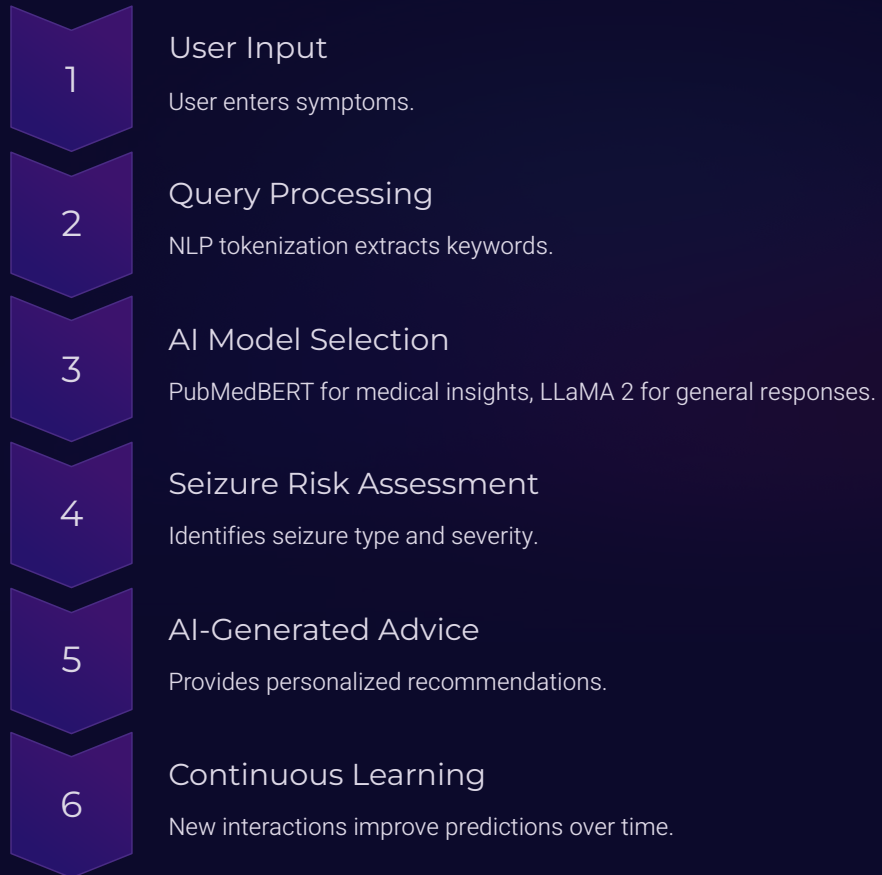 1
User Input
User enters symptoms.
2
Query Processing
NLP tokenization extracts keywords.
3
AI Model Selection
PubMedBERT for medical insights, LLaMA 2 for general responses.
4
Seizure Risk Assessment
Identifies seizure type and severity.
5
AI-Generated Advice
Provides personalized recommendations.
6
Continuous Learning
New interactions improve predictions over time.